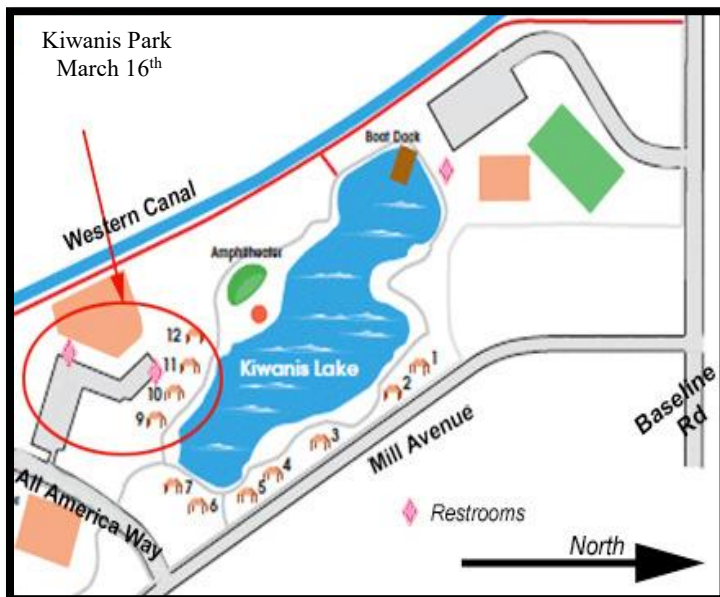 Kiwanis Park
March 16th
Boat Dock
Western Canal
Amphitheater
12
11
10
9
Kiwanis Lake
1
2
3
4
5
6
7
Mill Avenue
Baseline
Rd
All America Way
Restrooms
North